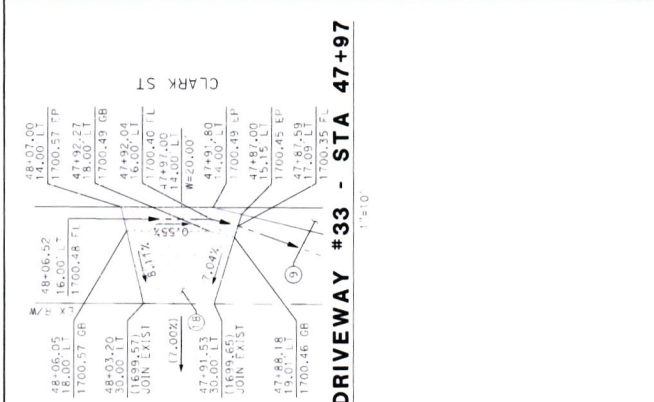 CLARK ST
48+07.00
14.00' LT
1700.57 EP
47+92.27
18.00' LT
1700.49 GB
47+92.04
16.00' LT
1700.40 FL
47+97.00
14.00' LT
W=20.00'
47+91.80
14.00' LT
1700.49 EP
47+87.00
15.15' LT
1700.45 EP
47+87.59
17.09' LT
1700.35 FL
48+06.52
16.00' LT
1700.48 FL
0.55%
8.11%
7.04%
9
EX R/W
(7.00%)
18
48+06.05
18.00' LT
1700.57 GB
48+03.20
30.00' LT
(1699.57)
JOIN EXIST
47+91.53
30.00' LT
(1699.65)
JOIN EXIST
47+88.18
19.01' LT
1700.46 GB
DRIVEWAY #33 - STA 47+97
1"=10'